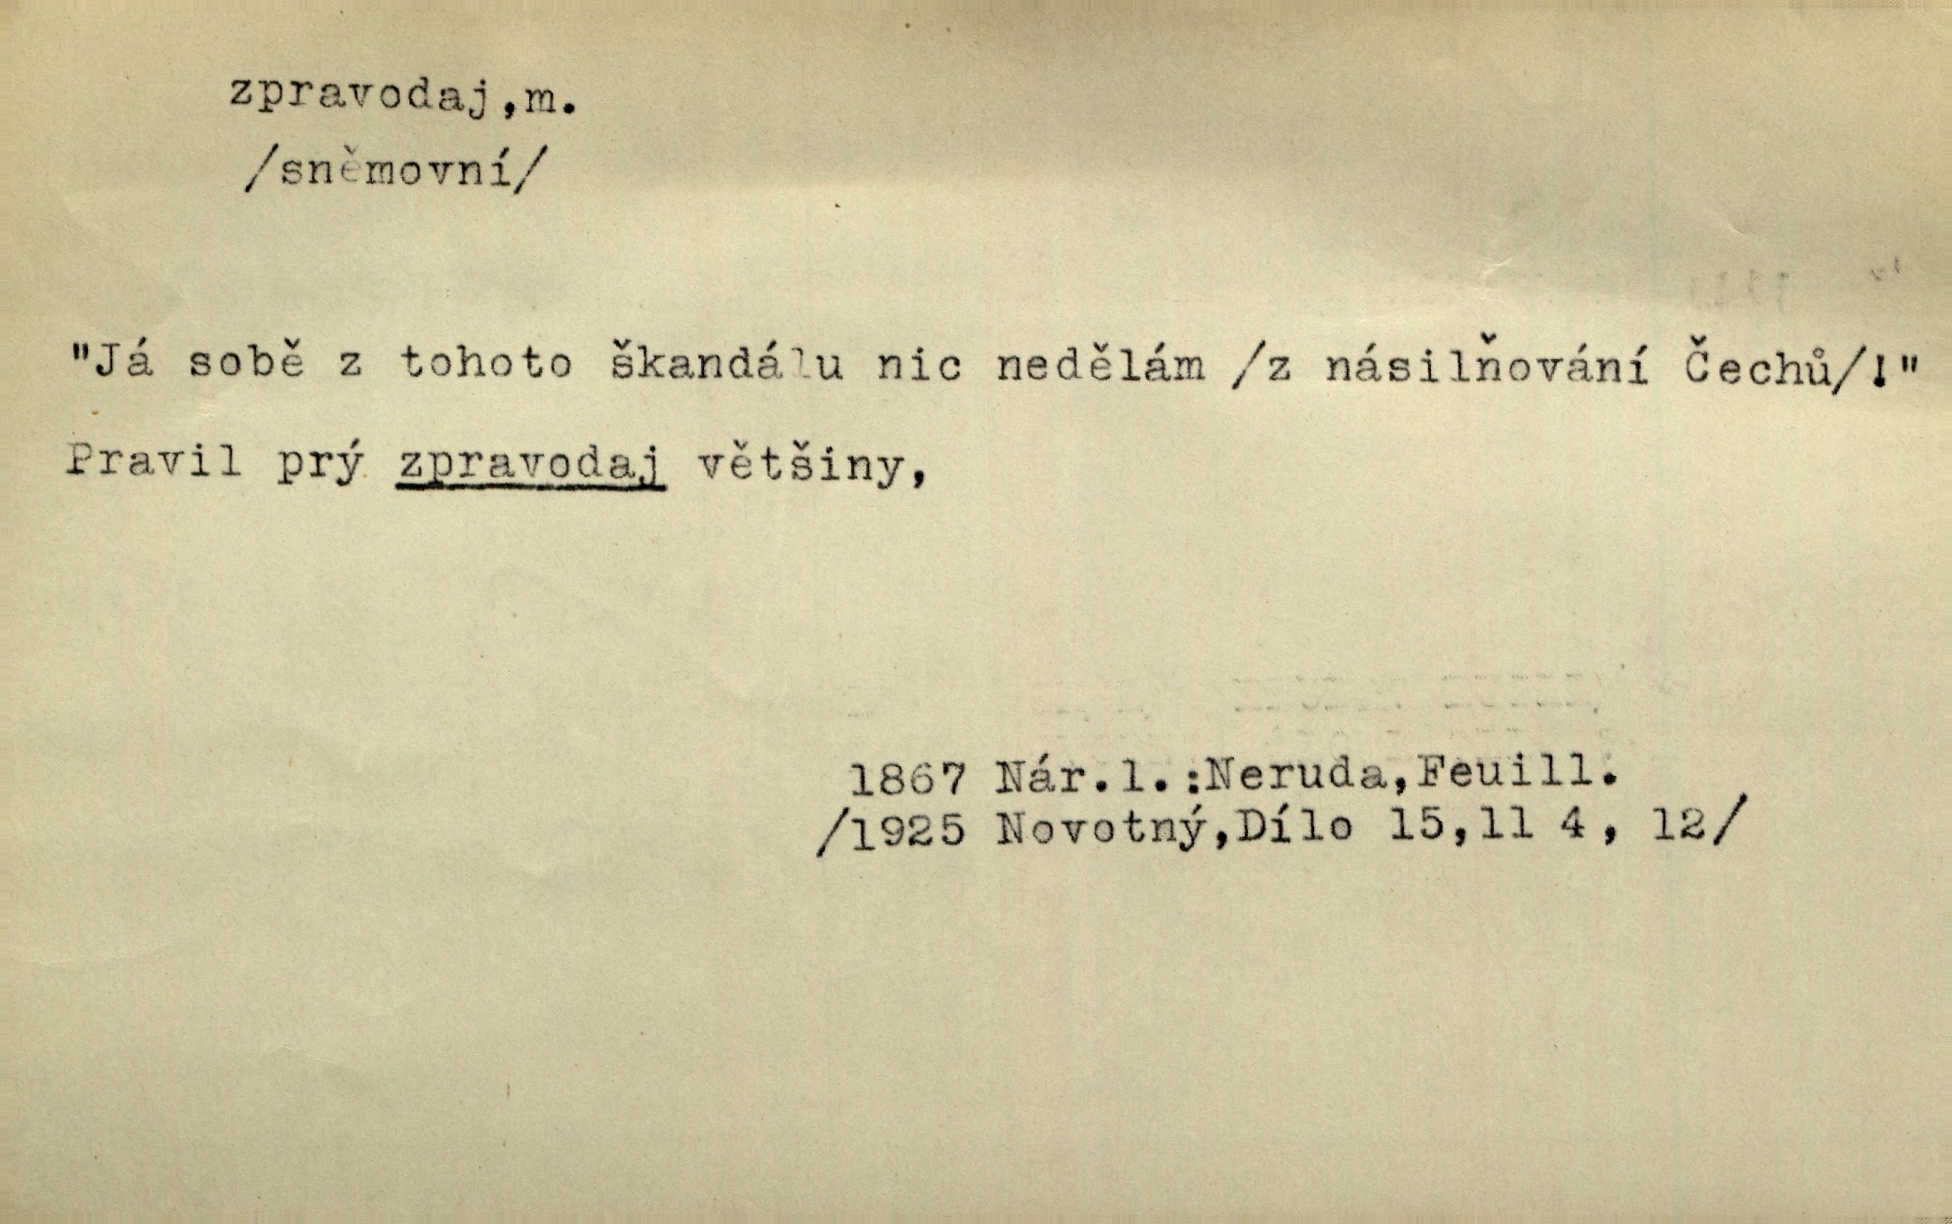 zpravodaj,m.
/sněmovní/
"Já sobě z tohoto škandálu nic nedělám /z násilňování Čechů/!"
Pravil prý zpravodaj většiny,
1867 Nár.l.:Neruda,Feuill.
/1925 Novotný,Dílo 15,11 4, 12/